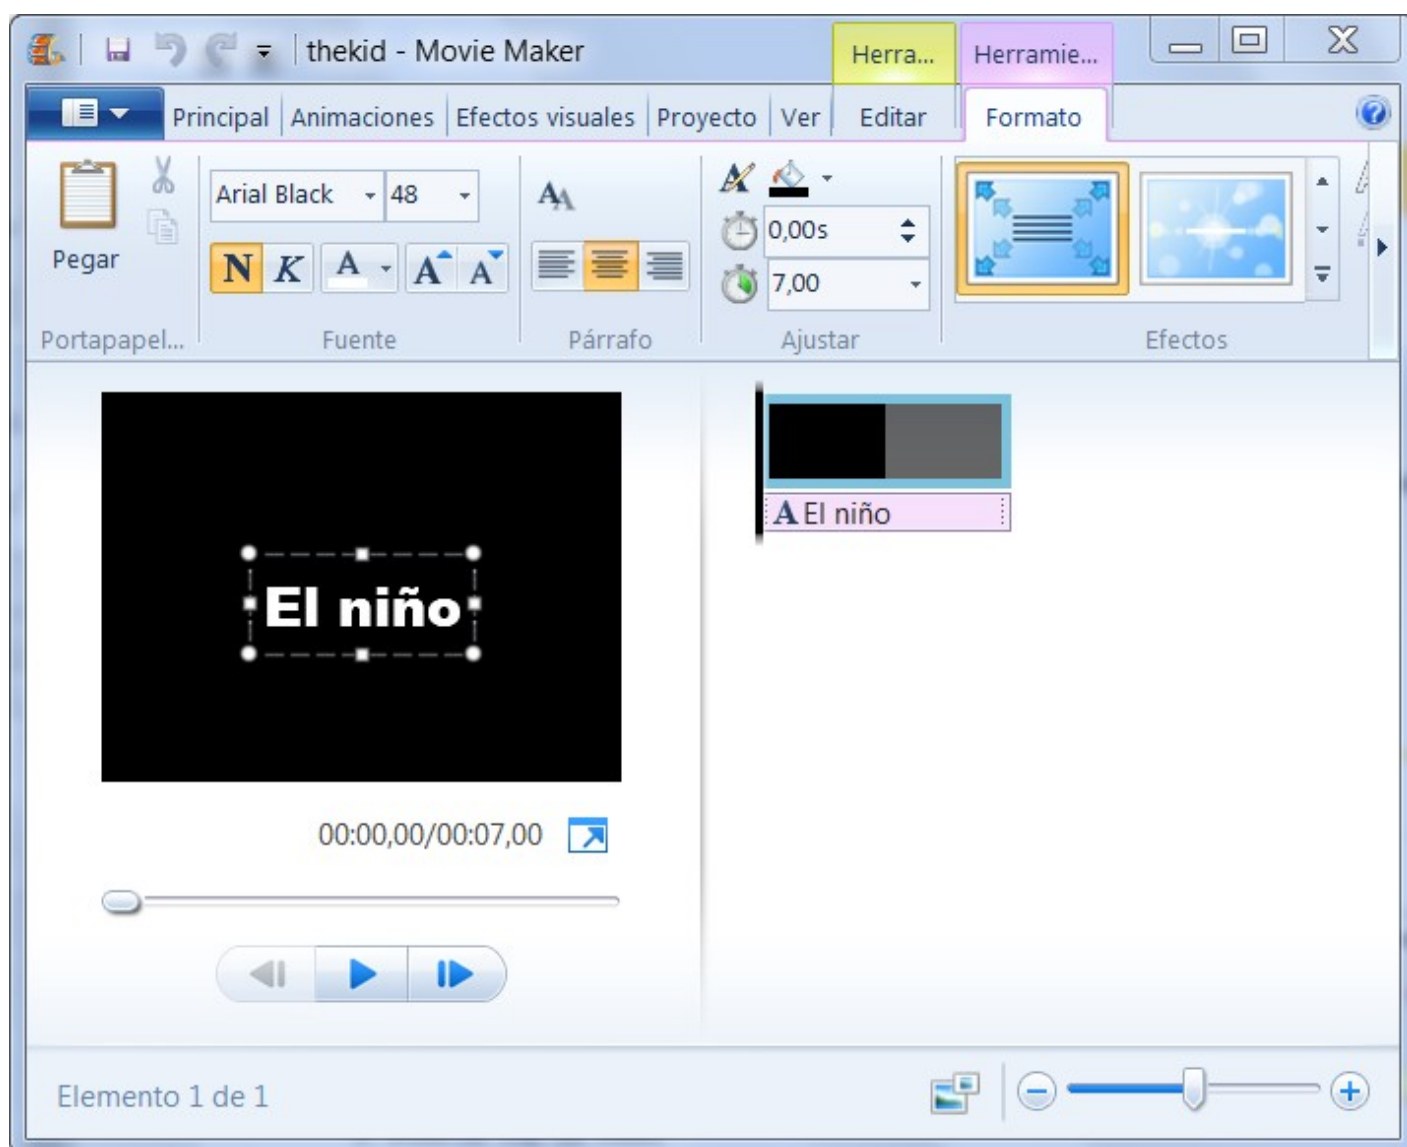 thekid - Movie Maker
Herra...
Herramie...
Principal
Animaciones
Efectos visuales
Proyecto
Ver
Editar
Formato
Pegar
Arial Black
48
N K A A A
AA
A
0,00s
7,00
Portapapel...
Fuente
Párrafo
Ajustar
Efectos
El niño
A El niño
00:00,00/00:07,00
Elemento 1 de 1